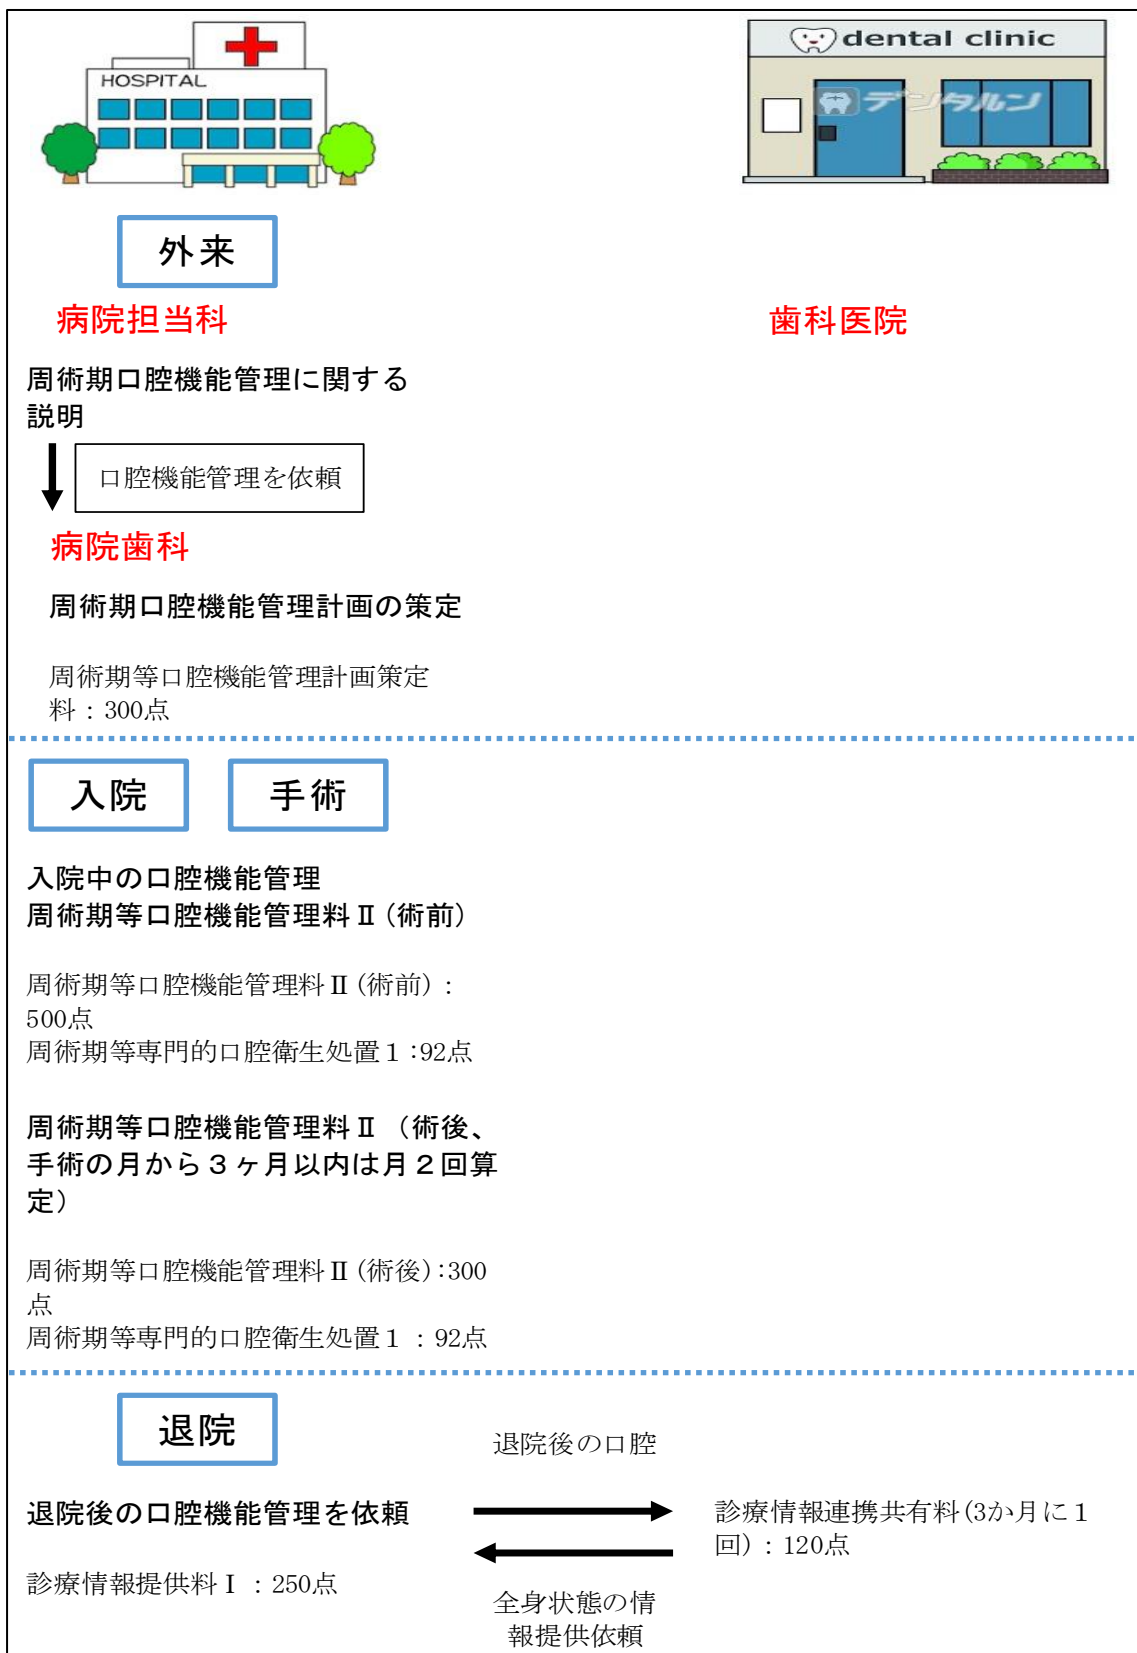 HOSPITAL
dental clinic
デンタルン
外来
病院担当科
歯科医院
周術期口腔機能管理に関する
説明
口腔機能管理を依頼
病院歯科
周術期口腔機能管理計画の策定
周術期等口腔機能管理計画策定
料：300点
入院
手術
入院中の口腔機能管理
周術期等口腔機能管理料Ⅱ（術前）
周術期等口腔機能管理料Ⅱ（術前）：
500点
周術期等専門的口腔衛生処置１：92点
周術期等口腔機能管理料Ⅱ（術後、
手術の月から３ヶ月以内は月２回算
定）
周術期等口腔機能管理料Ⅱ（術後）：300
点
周術期等専門的口腔衛生処置１：92点
退院
退院後の口腔
退院後の口腔機能管理を依頼
診療情報連携共有料（3か月に１
回）：120点
診療情報提供料Ⅰ：250点
全身状態の情
報提供依頼